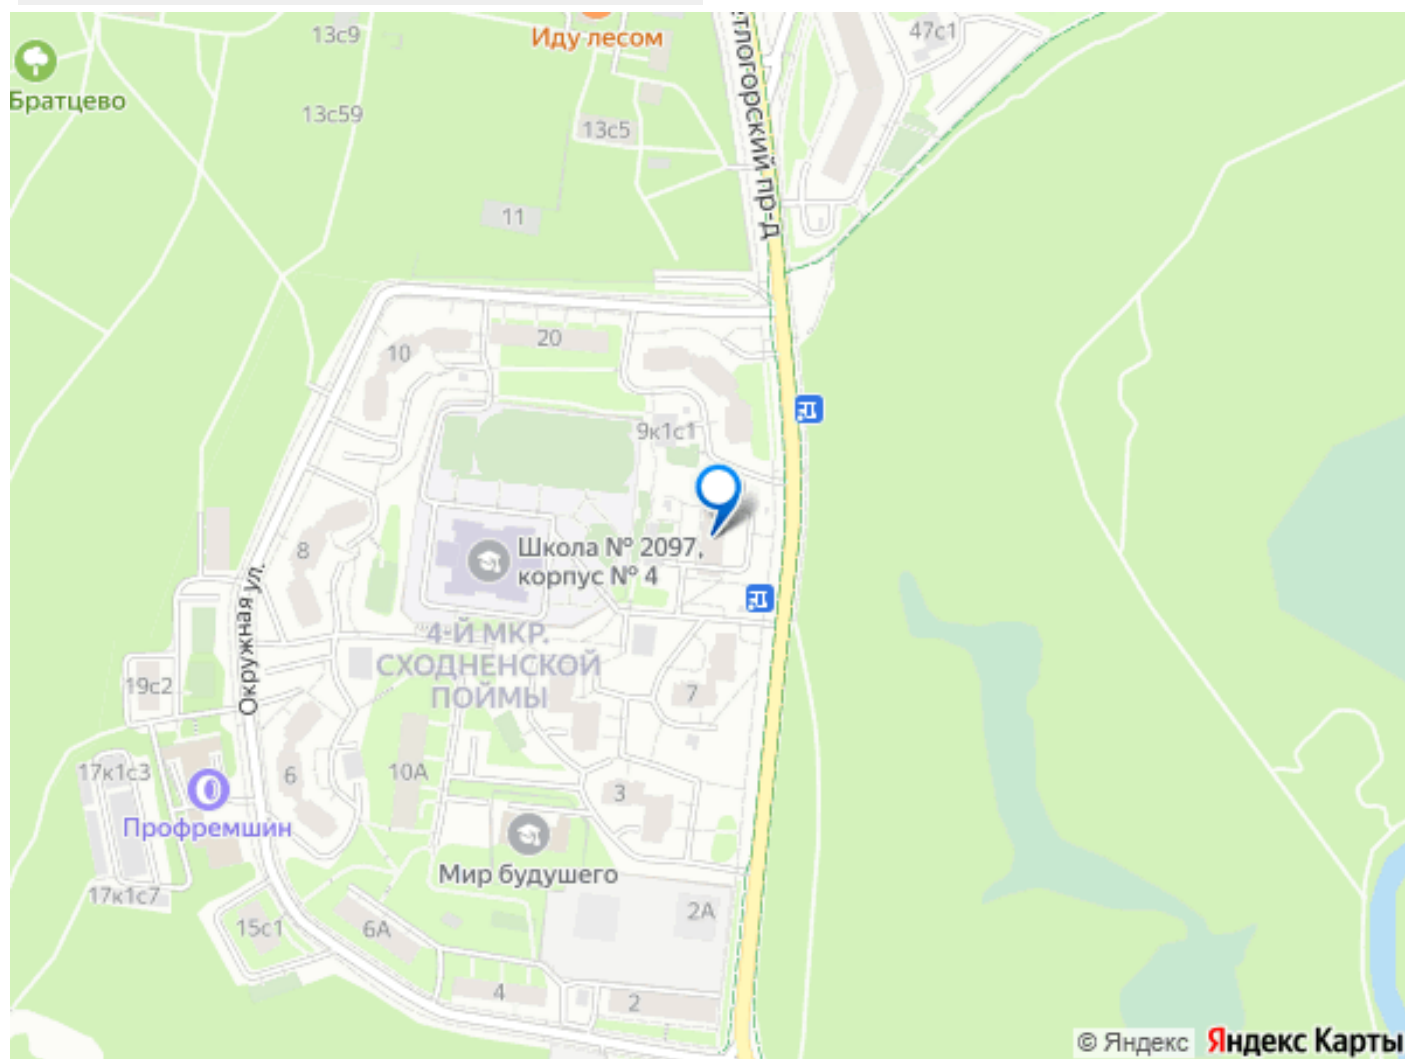 13с9
Иду лесом
47с1
Братцево
13с59
13с5
тлогорский пр-д
11
20
10
9к1с1
Школа № 2097,
корпус № 4
8
Окружная ул.
4-Й МКР.
СХОДНЕНСКОЙ
ПОЙМЫ
19с2
7
17к1с3
6
10А
3
Профремшин
Мир будушего
17к1с7
15с1
6А
2А
4
2
© Яндекс Яндекс Карты